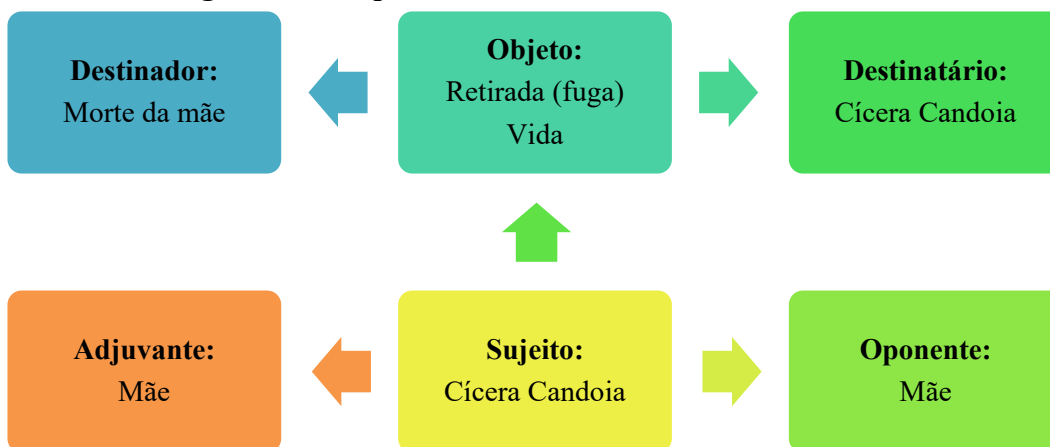 Destinador:
Morte da mãe
Objeto:
Retirada (fuga)
Vida
Destinatário:
Cícera Candoia
Adjuvante:
Mãe
Sujeito:
Cícera Candoia
Oponente:
Mãe